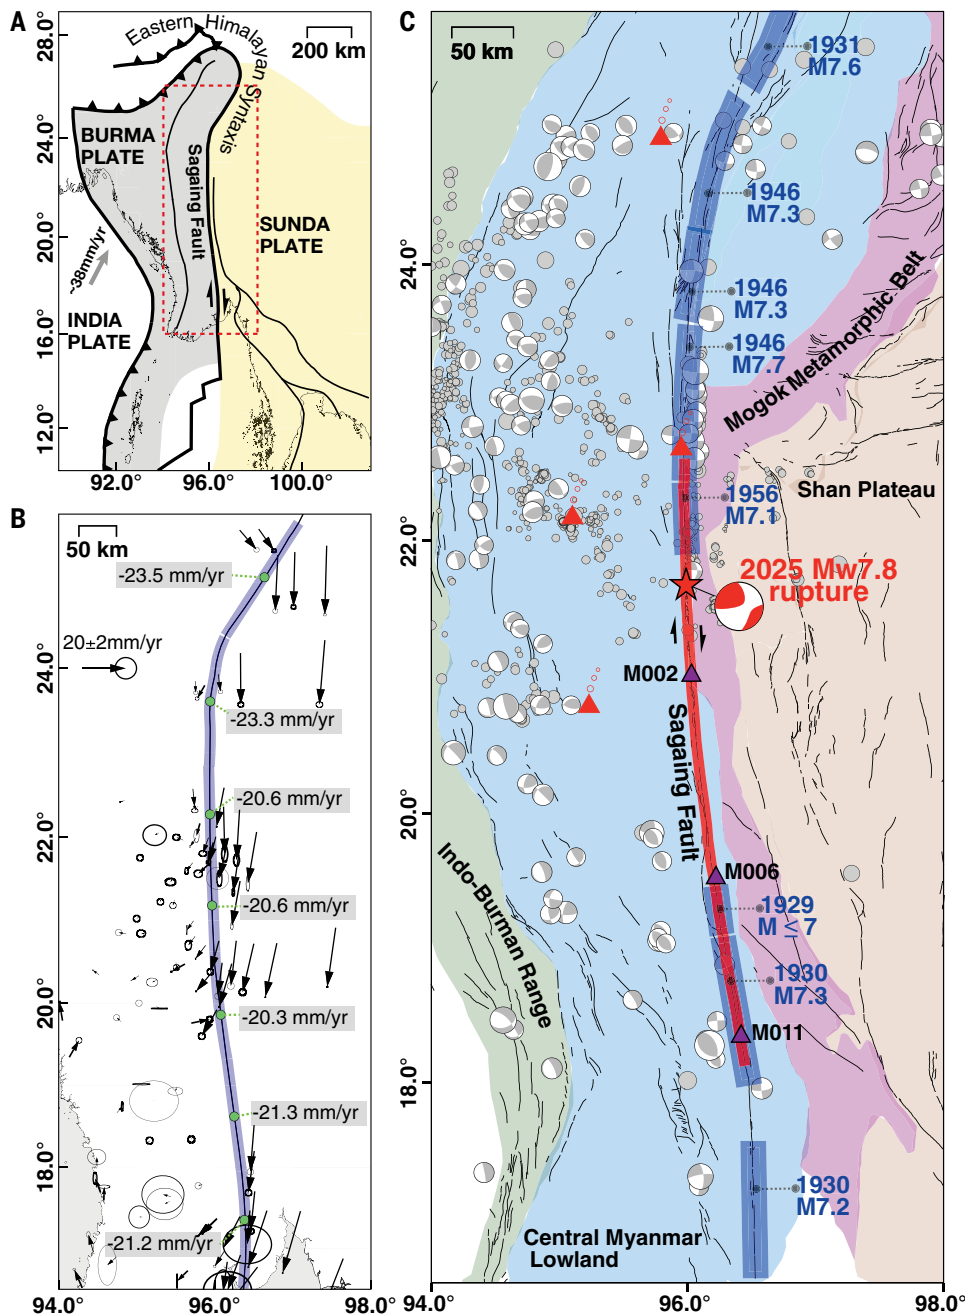 A
Eastern Himalayan Syntaxis
200 km
28.0°
24.0°
20.0°
16.0°
12.0°
BURMA
PLATE
Sagaing Fault
SUNDA
PLATE
~38mm/yr
INDIA
PLATE
92.0°
96.0°
100.0°
B
50 km
-23.5 mm/yr
20±2mm/yr
-23.3 mm/yr
-20.6 mm/yr
-20.6 mm/yr
-20.3 mm/yr
-21.3 mm/yr
-21.2 mm/yr
24.0°
22.0°
20.0°
18.0°
94.0°
96.0°
98.0°
C
50 km
1931
M7.6
1946
M7.3
1946
M7.3
1946
M7.7
Mogok Metamorphic Belt
1956
M7.1
Shan Plateau
2025 Mw7.8
rupture
M002
Sagaing Fault
M006
1929
M ≤ 7
1930
M7.3
M011
Indo-Burman Range
1930
M7.2
Central Myanmar
Lowland
24.0°
22.0°
20.0°
18.0°
94.0°
96.0°
98.0°